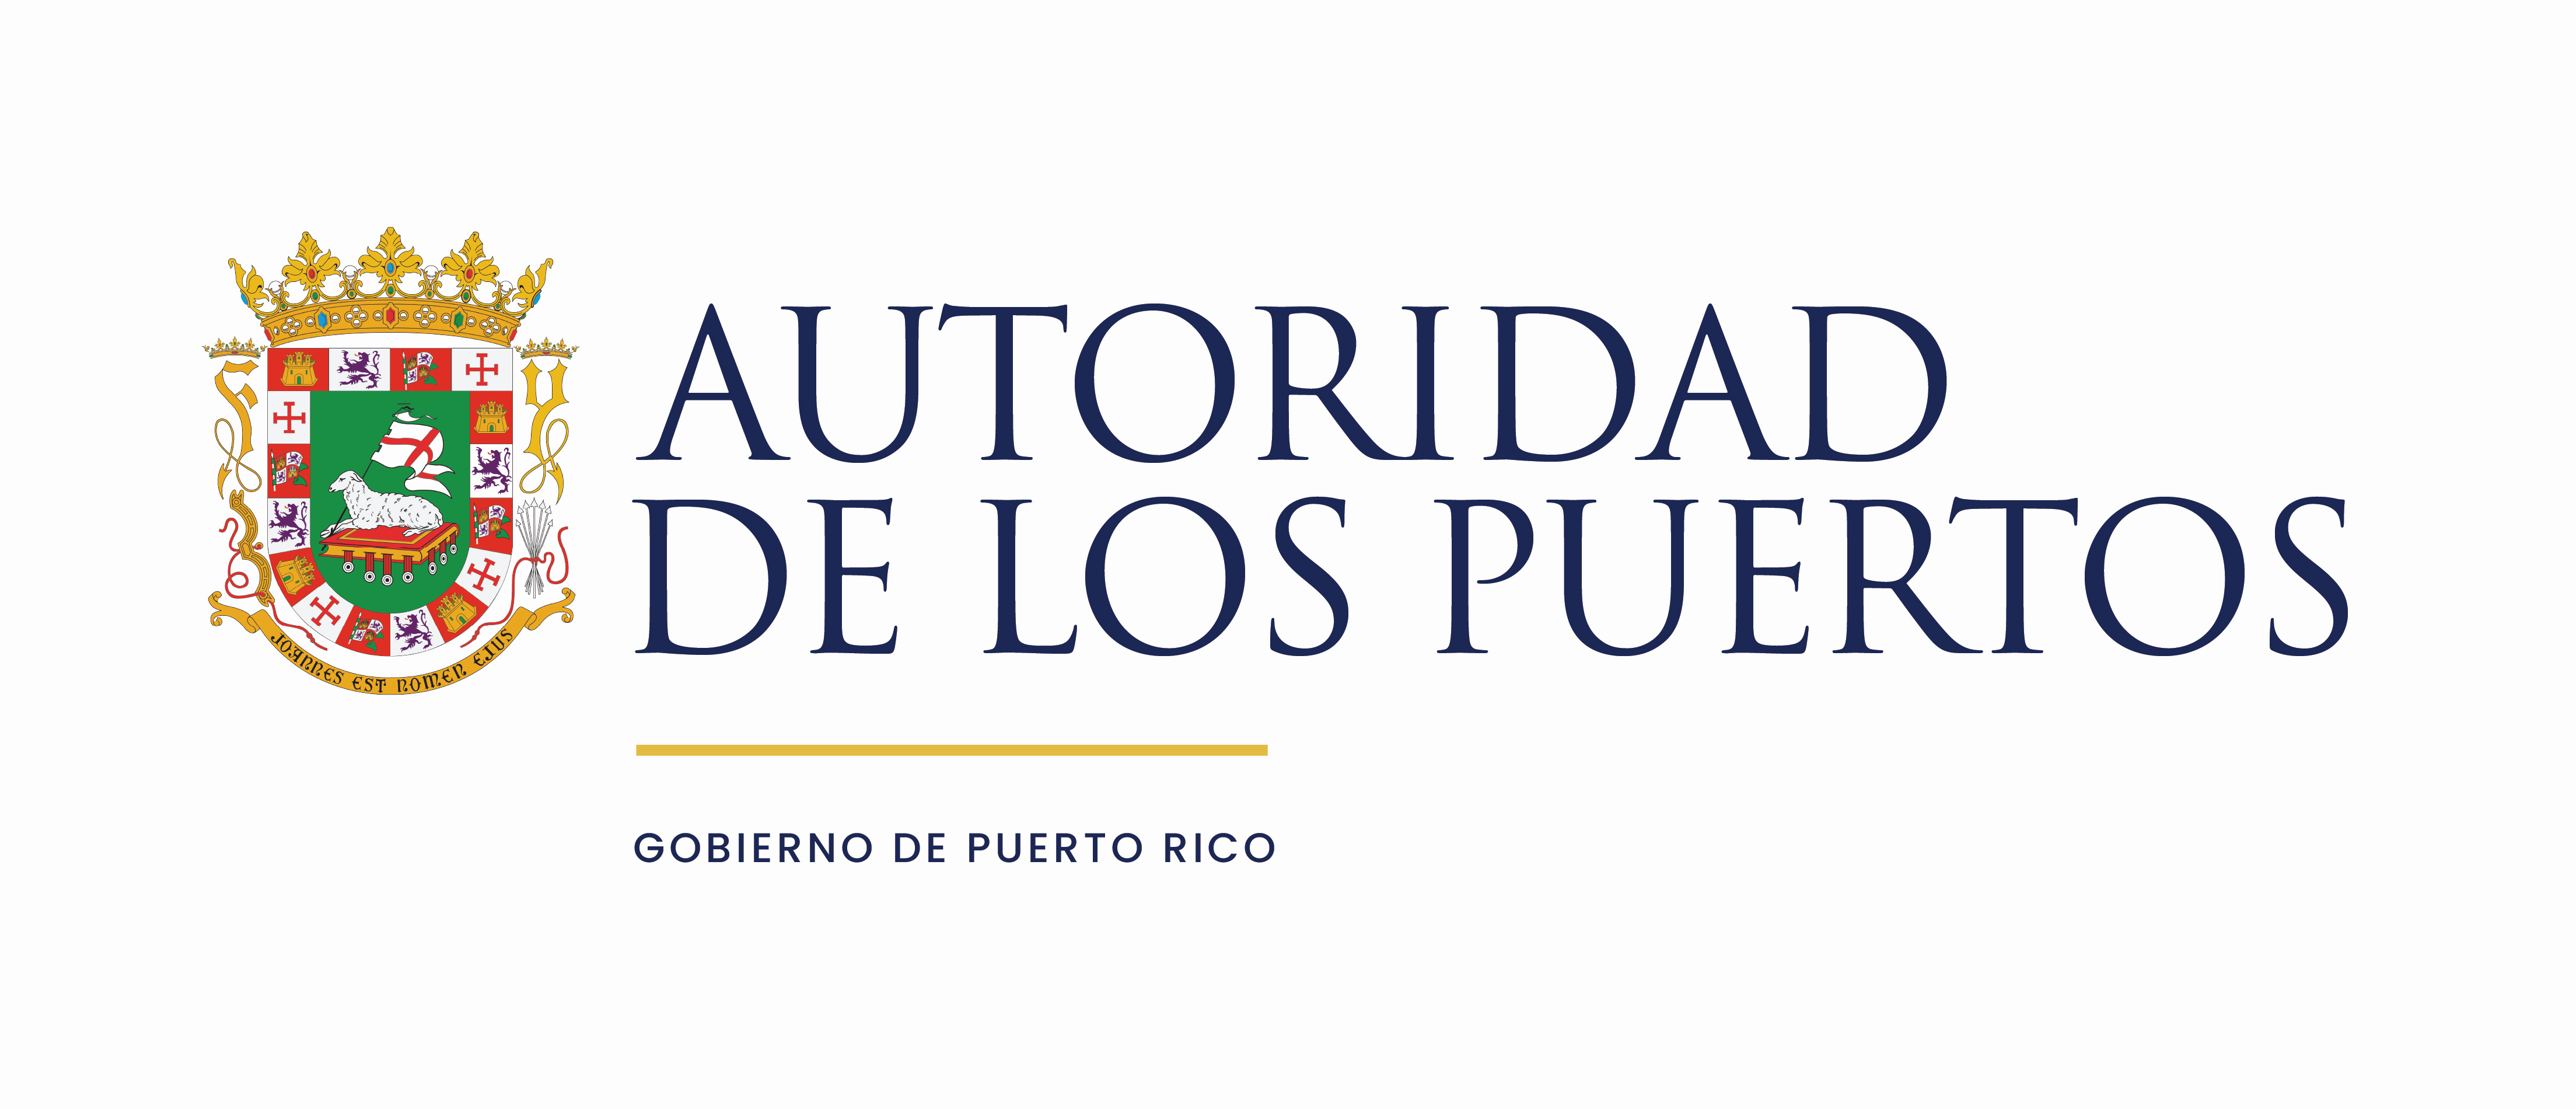 AUTORIDAD
DE LOS PUERTOS
GOBIERNO DE PUERTO RICO
F
Y
JOANNES EST NOMEN EJUS